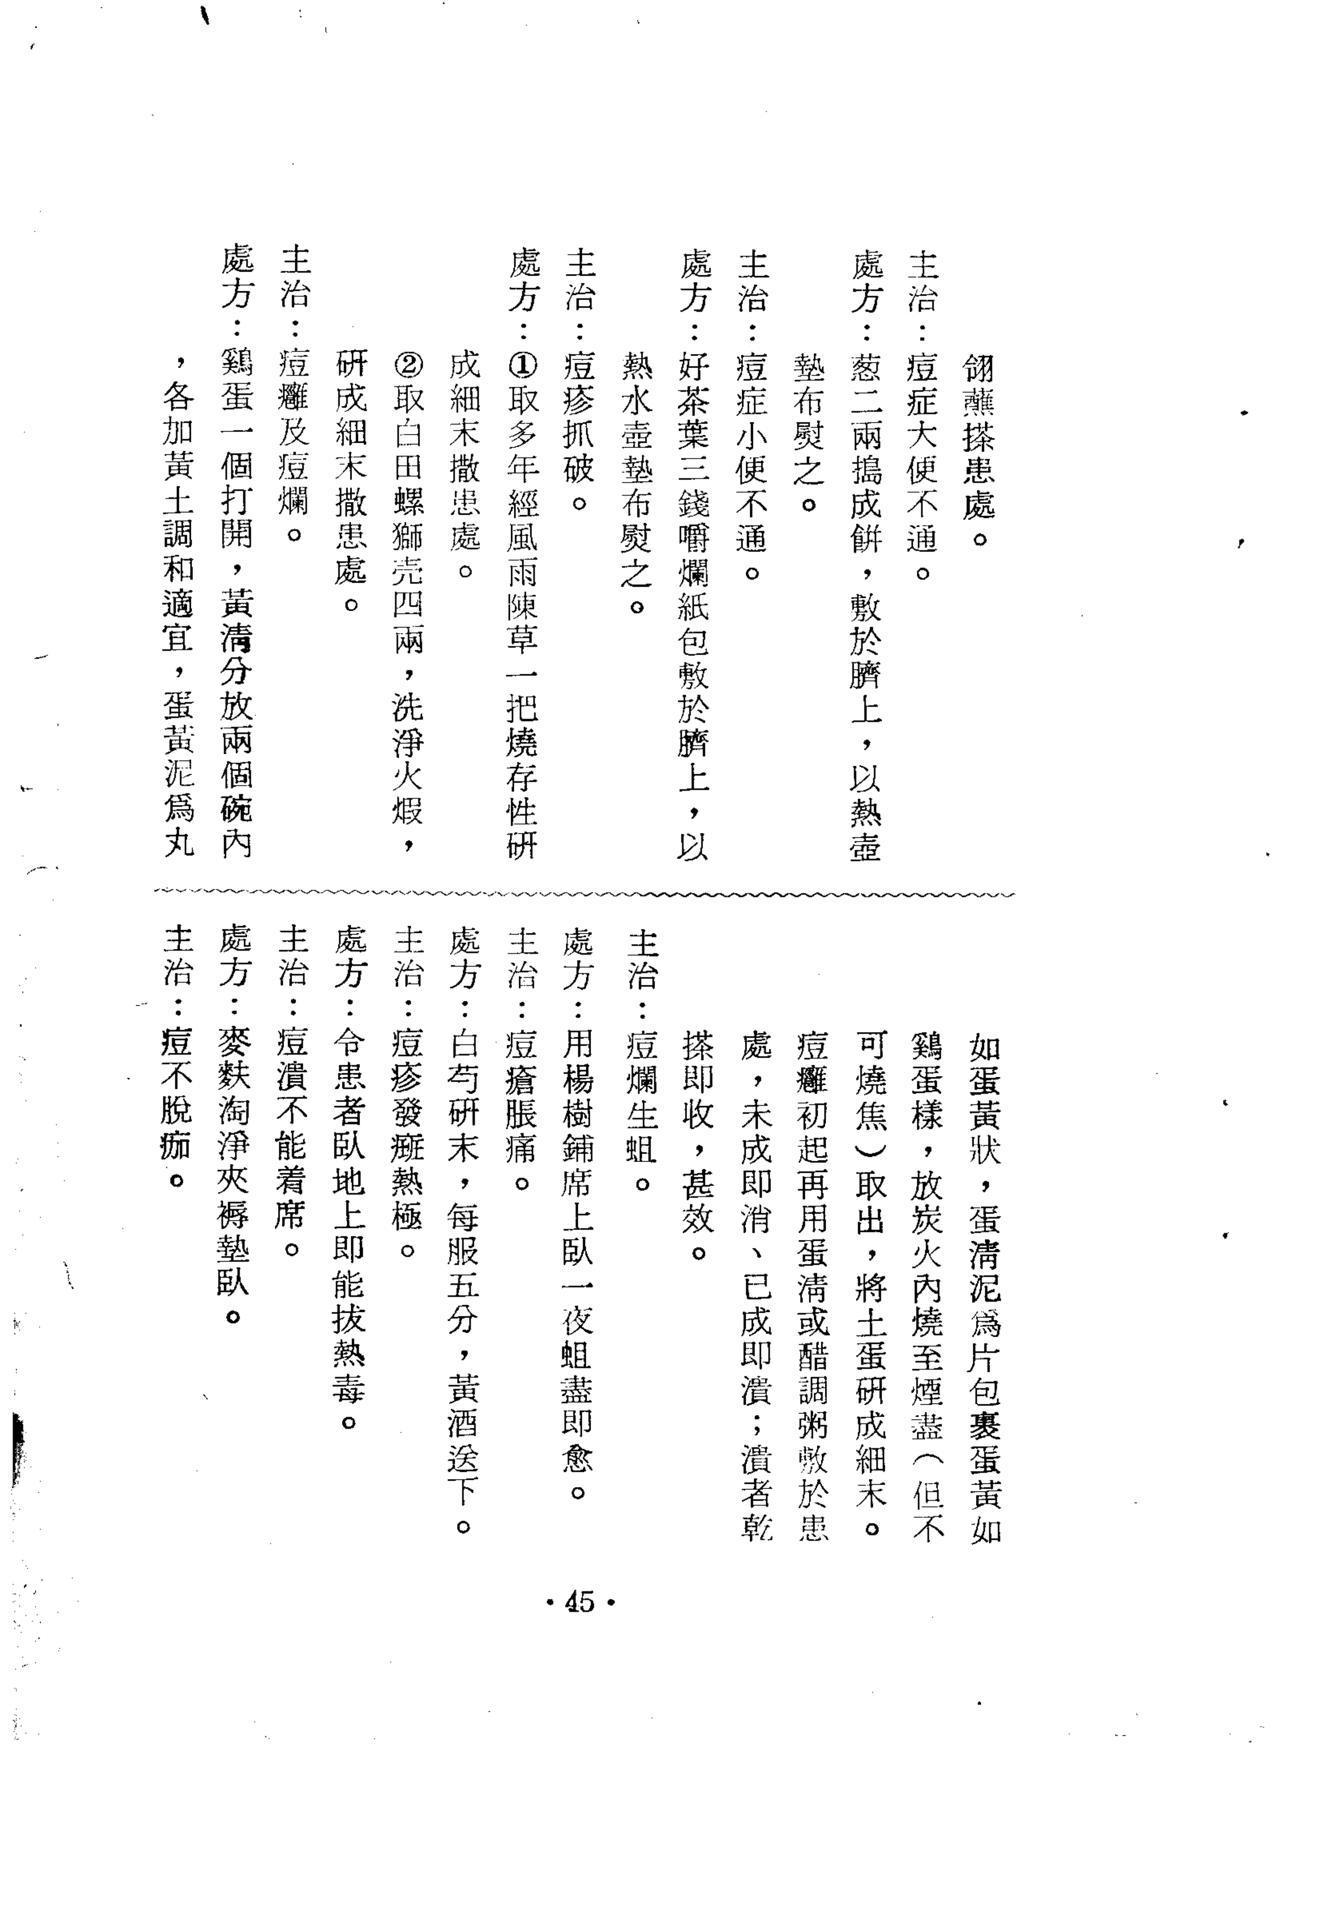 翎蘸搽患處。
主治：痘症大便不通。
處方：葱二兩搗成餅，敷於臍上，以熱壺
墊布熨之。
主治：痘症小便不通。
處方：好茶葉三錢嚼爛紙包敷於臍上，以
熱水壺墊布熨之。
主治：痘疹抓破。
處方：①取多年經風雨陳草一把燒存性研
成細末撒患處。
②取白田螺獅壳四兩，洗淨火煆，
研成細末撒患處。
主治：痘癰及痘爛。
處方：鷄蛋一個打開，黃淸分放兩個碗內
，各加黃土調和適宜，蛋黃泥爲丸
如蛋黃狀，蛋淸泥爲片包裹蛋黃如
鷄蛋樣，放炭火內燒至煙盡（但不
可燒焦）取出，將土蛋研成細末。
痘癰初起再用蛋淸或醋調粥敷於患
處，未成即消、已成即潰；潰者乾
搽即收，甚效。
主治：痘爛生蛆。
處方：用楊樹鋪席上臥一夜蛆盡即愈。
主治：痘瘡脹痛。
處方：白芍研末，每服五分，黃酒送下。
主治：痘疹發癍熱極。
處方：令患者臥地上即能拔熱毒。
主治：痘潰不能着席。
處方：麥麩淘淨夾褥墊臥。
主治：痘不脫痂。
•45•